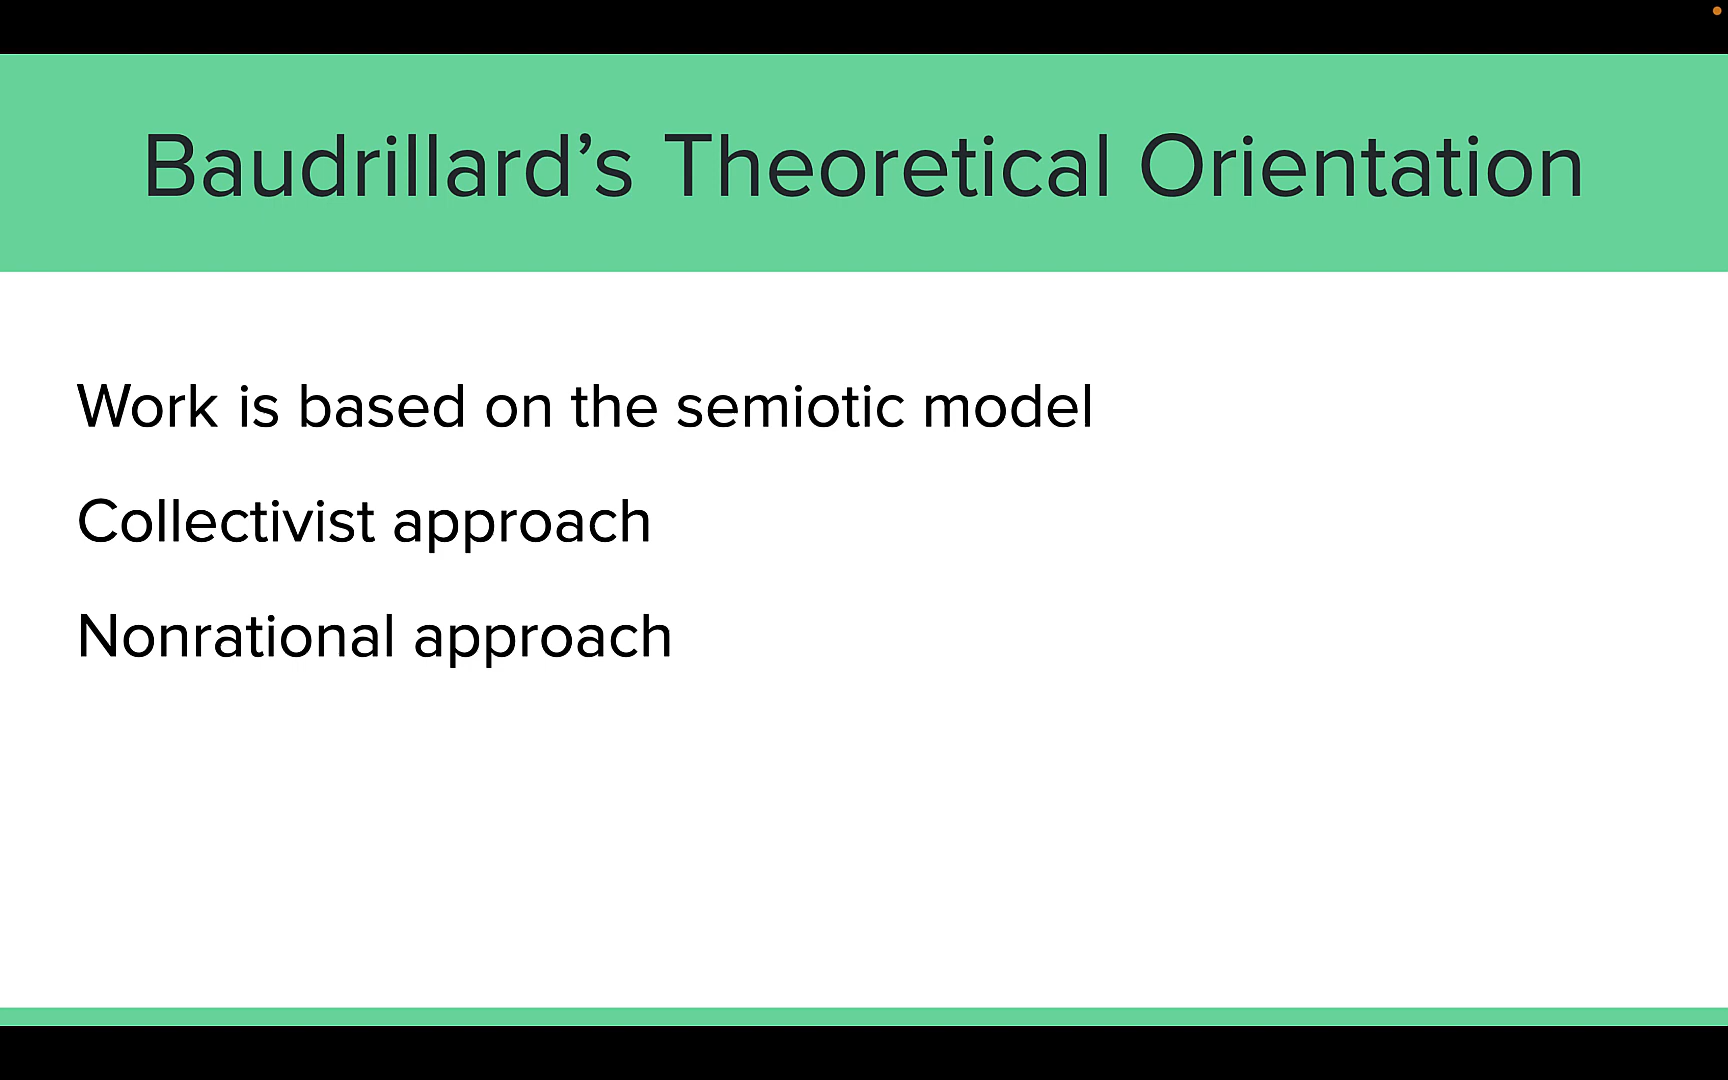 Baudrillard’s Theoretical Orientation
Work is based on the semiotic model
Collectivist approach
Nonrational approach